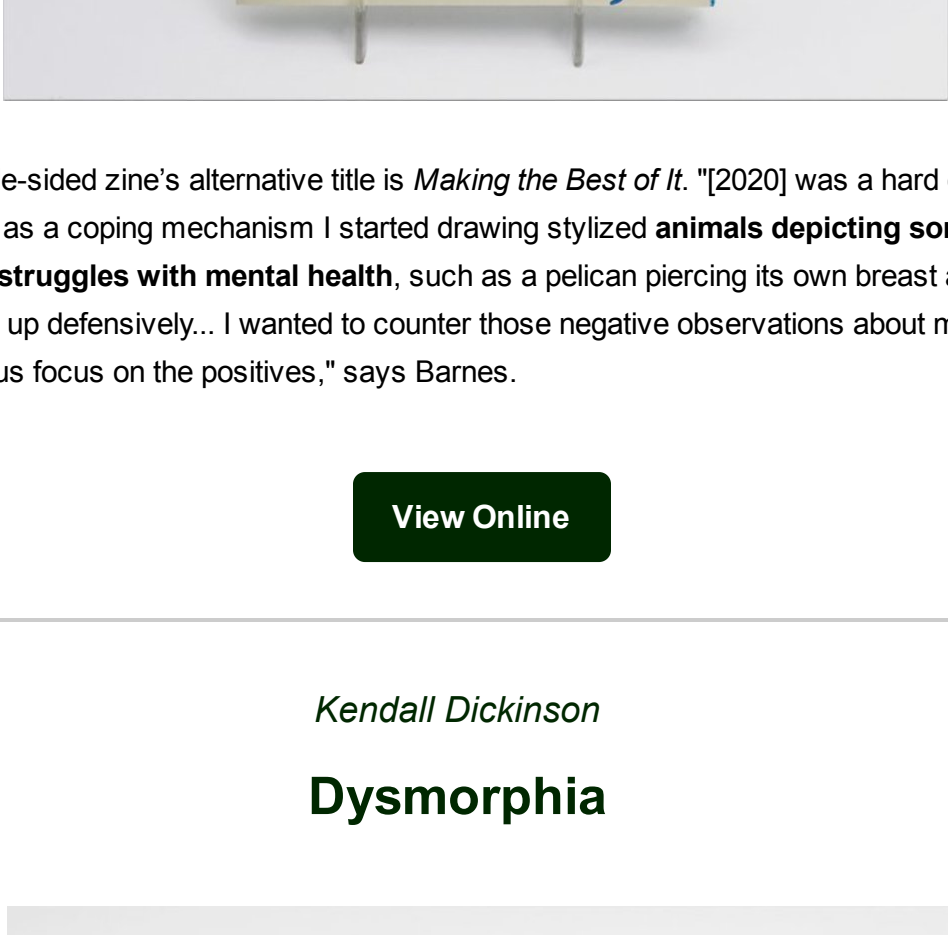 e-sided zine’s alternative title is Making the Best of It. "[2020] was a hard
as a coping mechanism I started drawing stylized animals depicting
struggles with mental health, such as a pelican piercing its own breast
up defensively... I wanted to counter those negative observations about
focus on the positives," says Barnes.
View Online
Kendall Dickinson
Dysmorphia